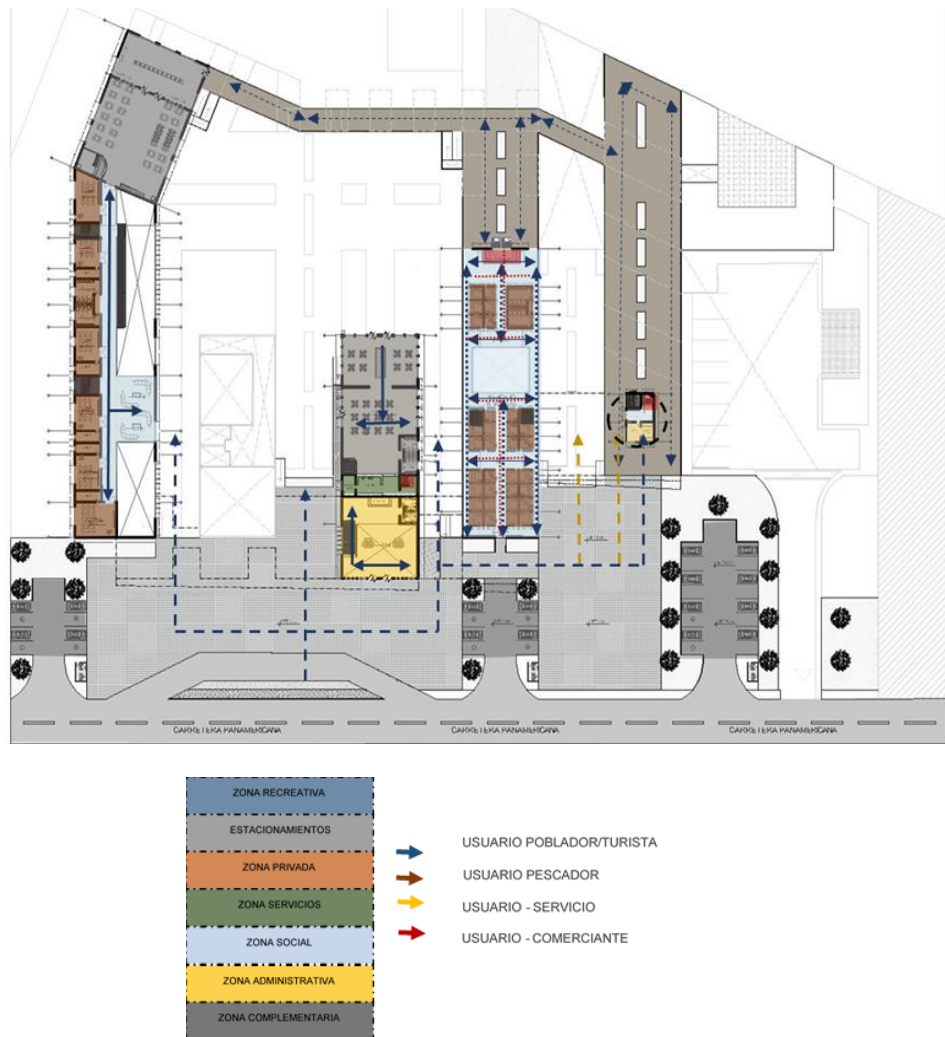 CARRETERA PANAMERICANA
CARRETERA PANAMERICANA
CARRETERA PANAMERICANA
ZONA RECREATIVA
ESTACIONAMIENTOS
ZONA PRIVADA
ZONA SERVICIOS
ZONA SOCIAL
ZONA ADMINISTRATIVA
ZONA COMPLEMENTARIA
USUARIO POBLADOR/TURISTA
USUARIO PESCADOR
USUARIO - SERVICIO
USUARIO - COMERCIANTE